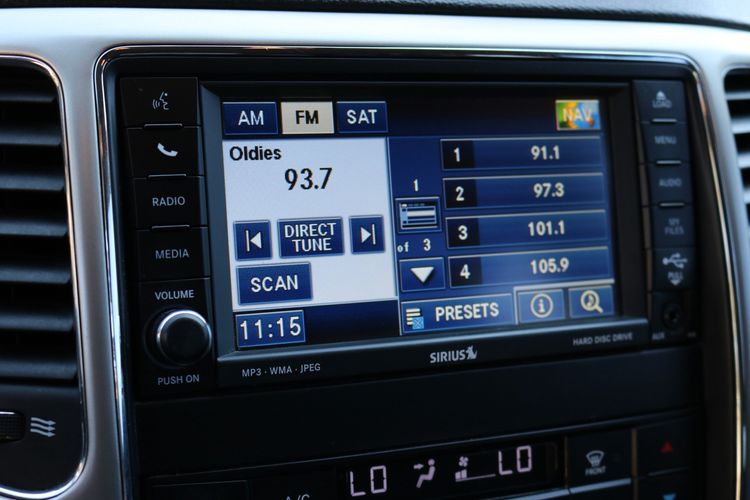 AM FM SAT NAV
Oldies
93.7
DIRECT
TUNE
SCAN
11:15
1
of 3
1 91.1
2 97.3
3 101.1
4 105.9
PRESETS
RADIO
MEDIA
VOLUME
PUSH ON
MP3 · WMA · JPEG
SIRIUS
HARD DISC DRIVE
LOAD
MENU
AUDIO
MY
FILES
PULL
AUX
LO LO
A/C
FRONT